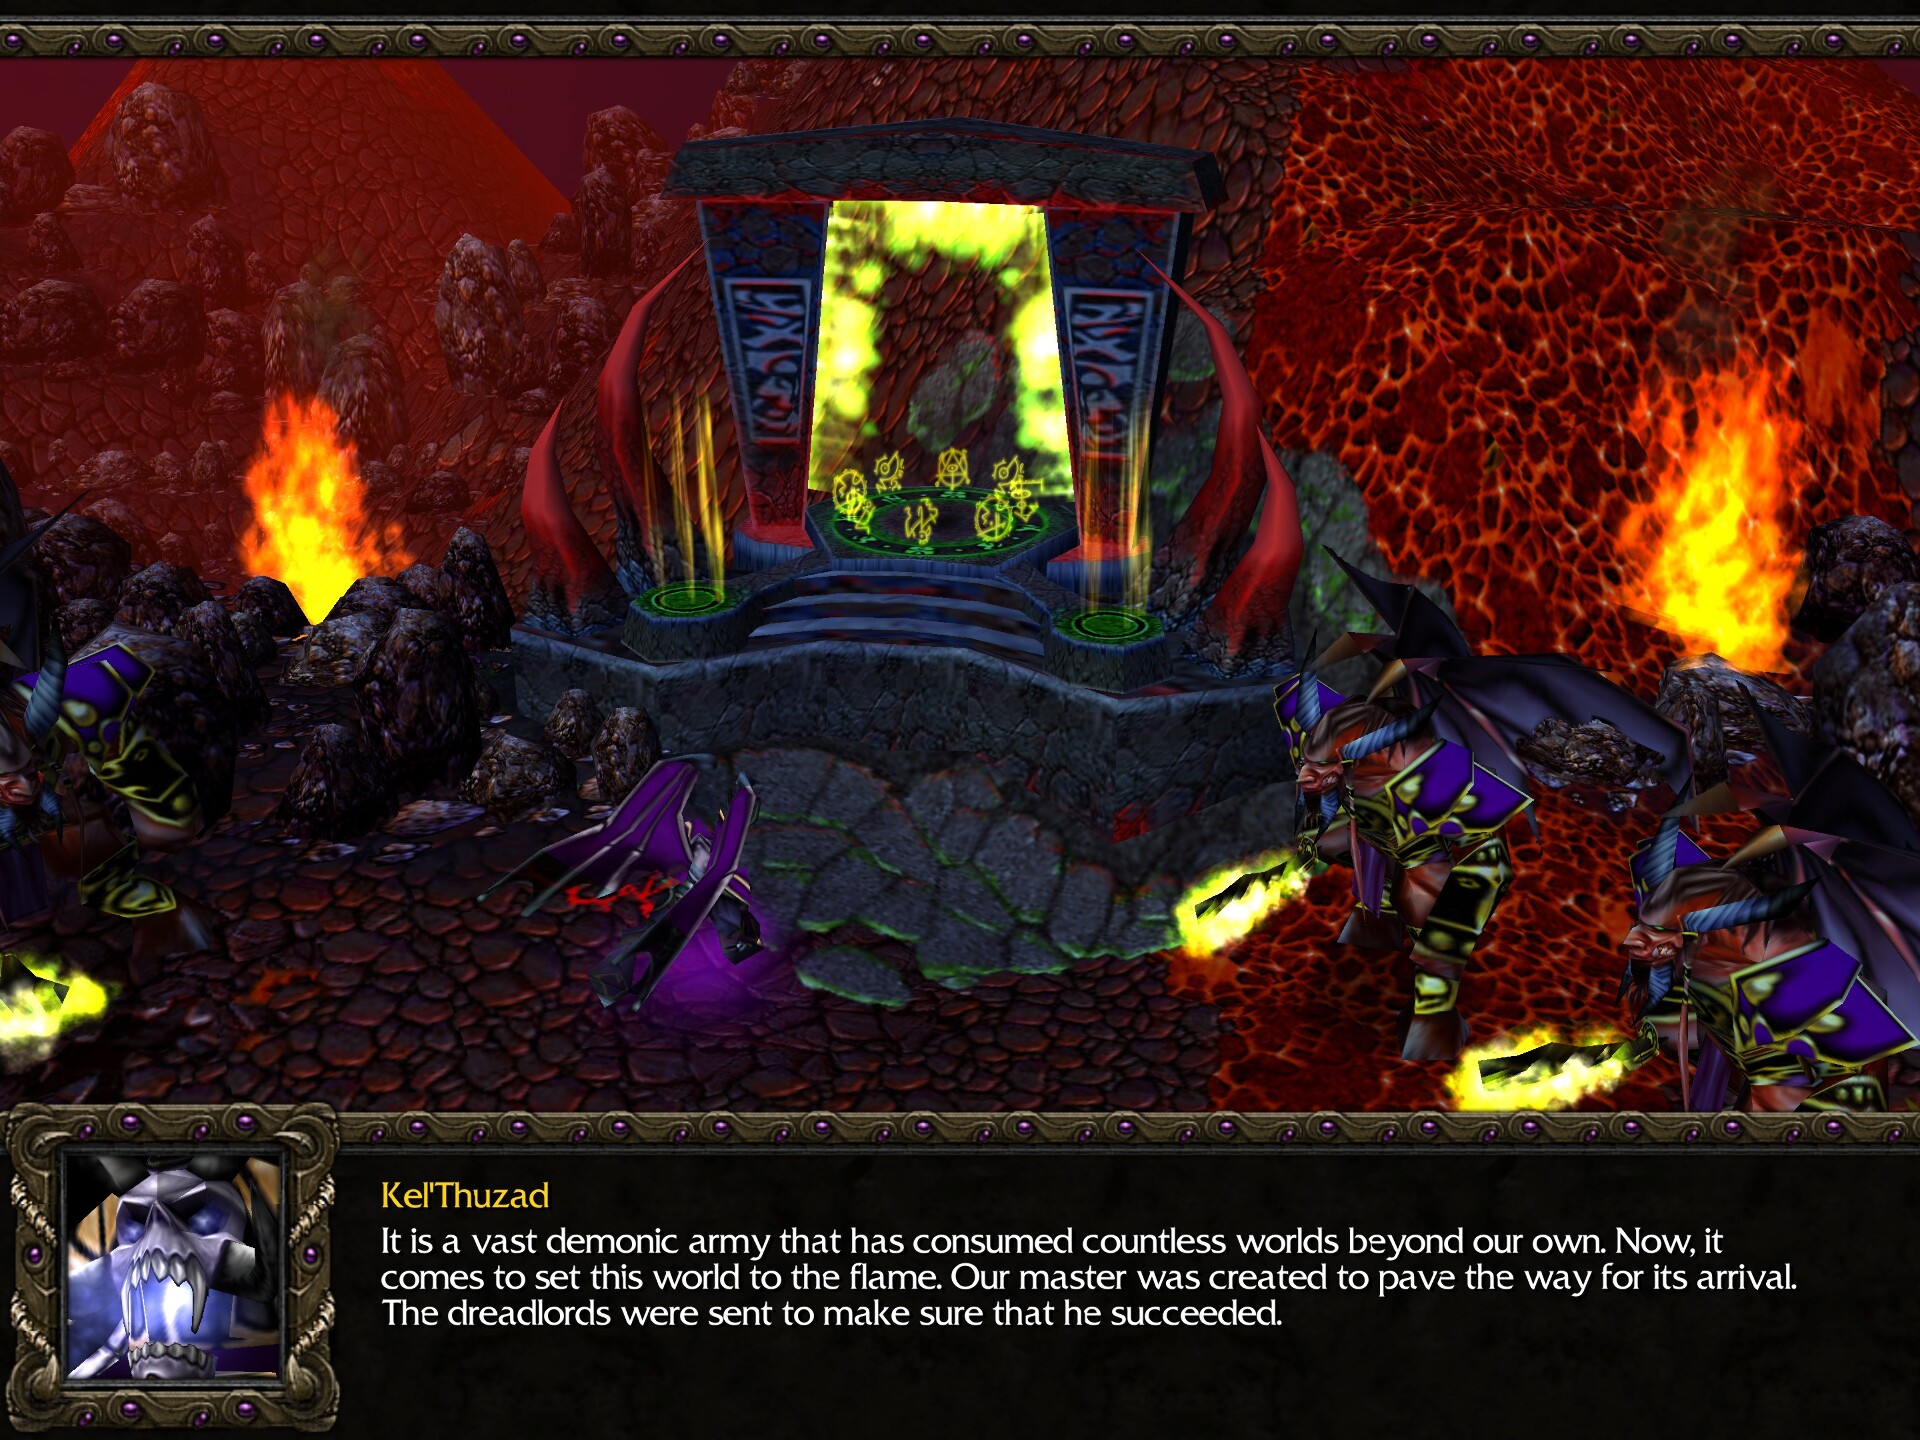 Kel'Thuzad
It is a vast demonic army that has consumed countless worlds beyond our own. Now, it
comes to set this world to the flame. Our master was created to pave the way for its arrival.
The dreadlords were sent to make sure that he succeeded.